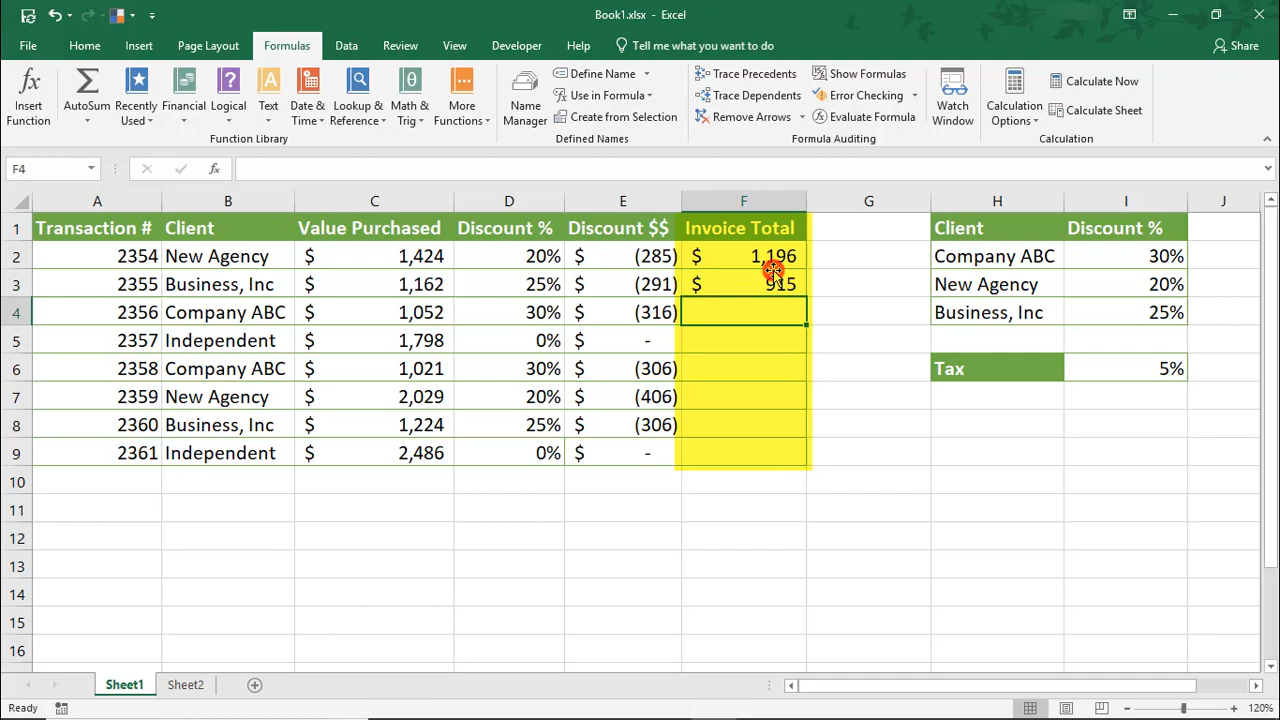 Book1.xlsx - Excel
File Home Insert Page Layout Formulas Data Review View Developer Help Tell me what you want to do Share
Insert Function
AutoSum
Recently Used
Financial
Logical
Text
Date & Time
Lookup & Reference
Math & Trig
More Functions
Function Library
Name Manager
Define Name
Use in Formula
Create from Selection
Defined Names
Trace Precedents
Trace Dependents
Remove Arrows
Show Formulas
Error Checking
Evaluate Formula
Formula Auditing
Watch Window
Calculation Options
Calculate Now
Calculate Sheet
Calculation
F4 fx
A B C D E F G H I J
1 Transaction # Client Value Purchased Discount % Discount $$ Invoice Total Client Discount %
2 2354 New Agency $ 1,424 20% $ (285) $ 1,196 Company ABC 30%
3 2355 Business, Inc $ 1,162 25% $ (291) $ 915 New Agency 20%
4 2356 Company ABC $ 1,052 30% $ (316) Business, Inc 25%
5 2357 Independent $ 1,798 0% $ -
6 2358 Company ABC $ 1,021 30% $ (306) Tax 5%
7 2359 New Agency $ 2,029 20% $ (406)
8 2360 Business, Inc $ 1,224 25% $ (306)
9 2361 Independent $ 2,486 0% $ -
10
11
12
13
14
15
16
Sheet1 Sheet2
Ready 120%